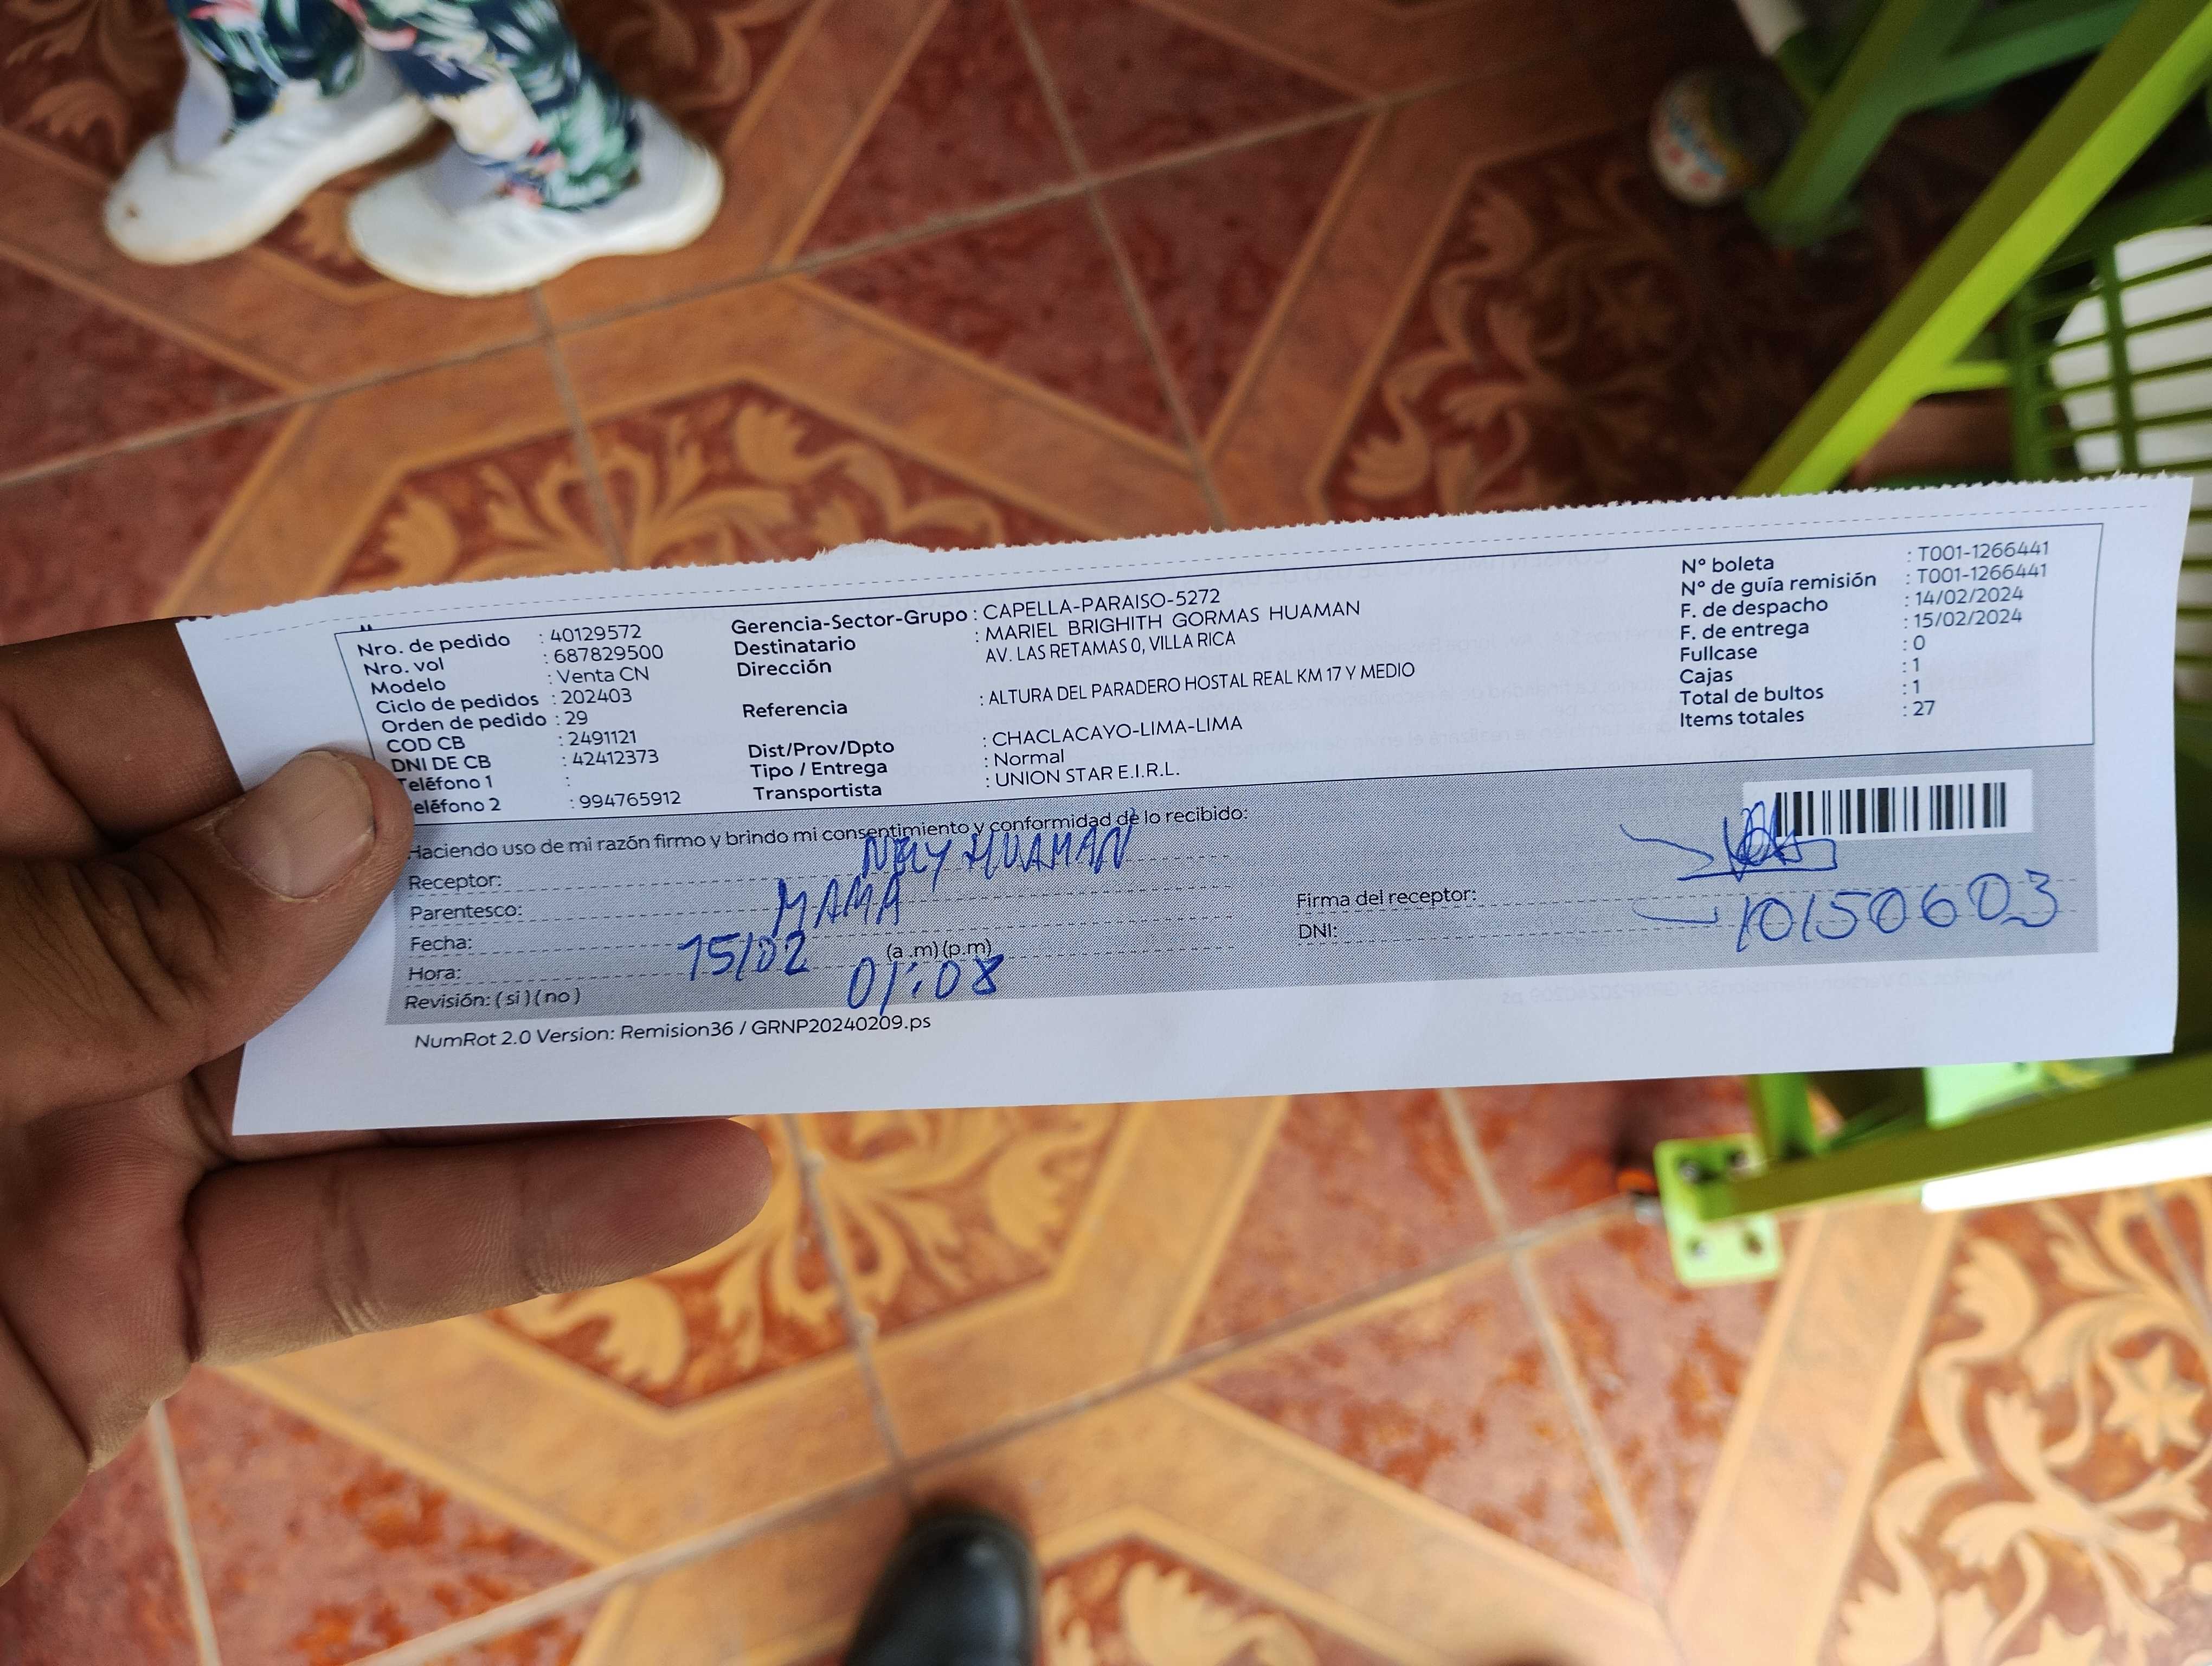 Nro. de pedido : 40129572
Nro. vol : 687829500
Modelo : Venta CN
Ciclo de pedidos : 202403
Orden de pedido : 29
COD CB : 2491121
DNI DE CB : 42412373
Teléfono 1 :
eléfono 2 : 994765912
Gerencia-Sector-Grupo : CAPELLA-PARAISO-5272
Destinatario : MARIEL BRIGHITH GORMAS HUAMAN
Dirección AV. LAS RETAMAS 0, VILLA RICA
Referencia : ALTURA DEL PARADERO HOSTAL REAL KM 17 Y MEDIO
Dist/Prov/Dpto : CHACLACAYO-LIMA-LIMA
Tipo / Entrega : Normal
Transportista : UNION STAR E.I.R.L.
N° boleta : T001-1266441
N° de guía remisión : T001-1266441
F. de despacho : 14/02/2024
F. de entrega : 15/02/2024
Fullcase : 0
Cajas : 1
Total de bultos : 1
Items totales : 27
Haciendo uso de mi razón firmo y brindo mi consentimiento y conformidad de lo recibido:
Receptor: NELY HUAMAN
Parentesco: MAMA
Fecha: 15/02
Hora: (a.m)(p.m) 01:08
Revisión: ( si ) ( no )
Firma del receptor:
DNI: 10150603
NumRot 2.0 Version: Remision36 / GRNP20240209.ps